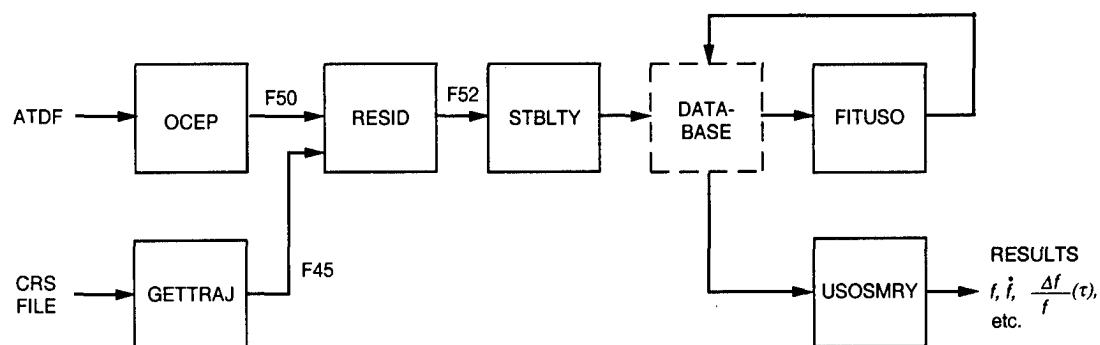 ATDF
OCEP
F50
RESID
F52
STBLTY
DATA-
BASE
FITUSO
CRS
FILE
GETTRAJ
F45
USOSMRY
RESULTS
f, ḟ, Δf/f (τ),
etc.